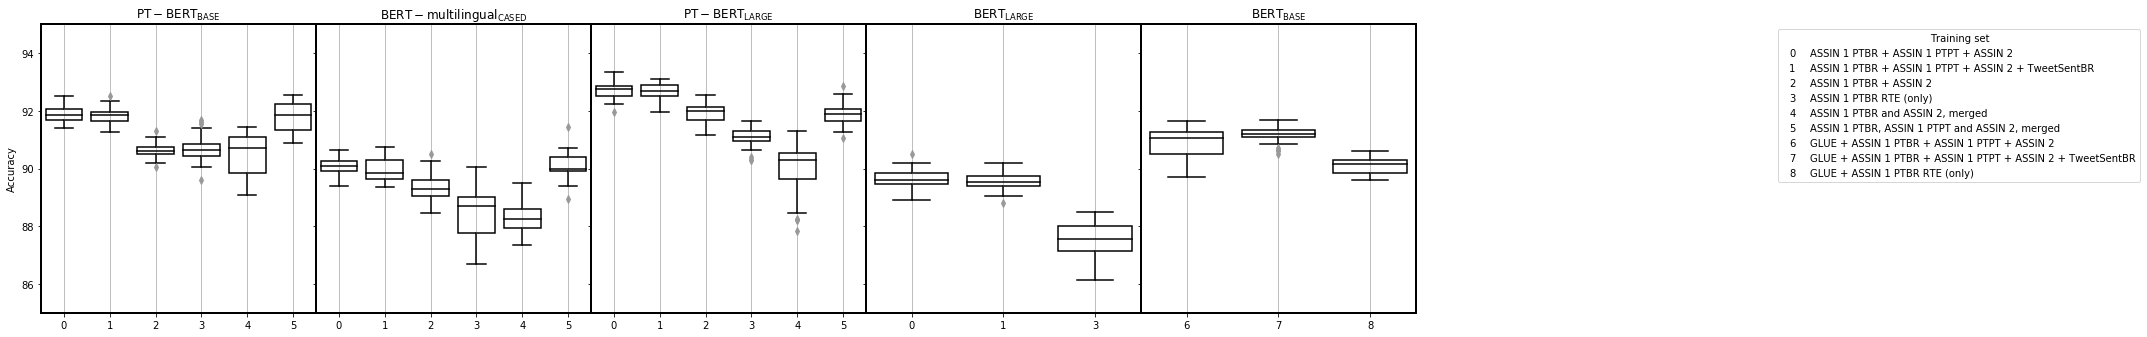 PT − BERT_BASE
BERT − multilingual_CASED
PT − BERT_LARGE
BERT_LARGE
BERT_BASE
Accuracy
94
92
90
88
86
0 1 2 3 4 5
0 1 2 3 4 5
0 1 2 3 4 5
0 1 3
6 7 8
Training set
0 ASSIN 1 PTBR + ASSIN 1 PTPT + ASSIN 2
1 ASSIN 1 PTBR + ASSIN 1 PTPT + ASSIN 2 + TweetSentBR
2 ASSIN 1 PTBR + ASSIN 2
3 ASSIN 1 PTBR RTE (only)
4 ASSIN 1 PTBR and ASSIN 2, merged
5 ASSIN 1 PTBR, ASSIN 1 PTPT and ASSIN 2, merged
6 GLUE + ASSIN 1 PTBR + ASSIN 1 PTPT + ASSIN 2
7 GLUE + ASSIN 1 PTBR + ASSIN 1 PTPT + ASSIN 2 + TweetSentBR
8 GLUE + ASSIN 1 PTBR RTE (only)